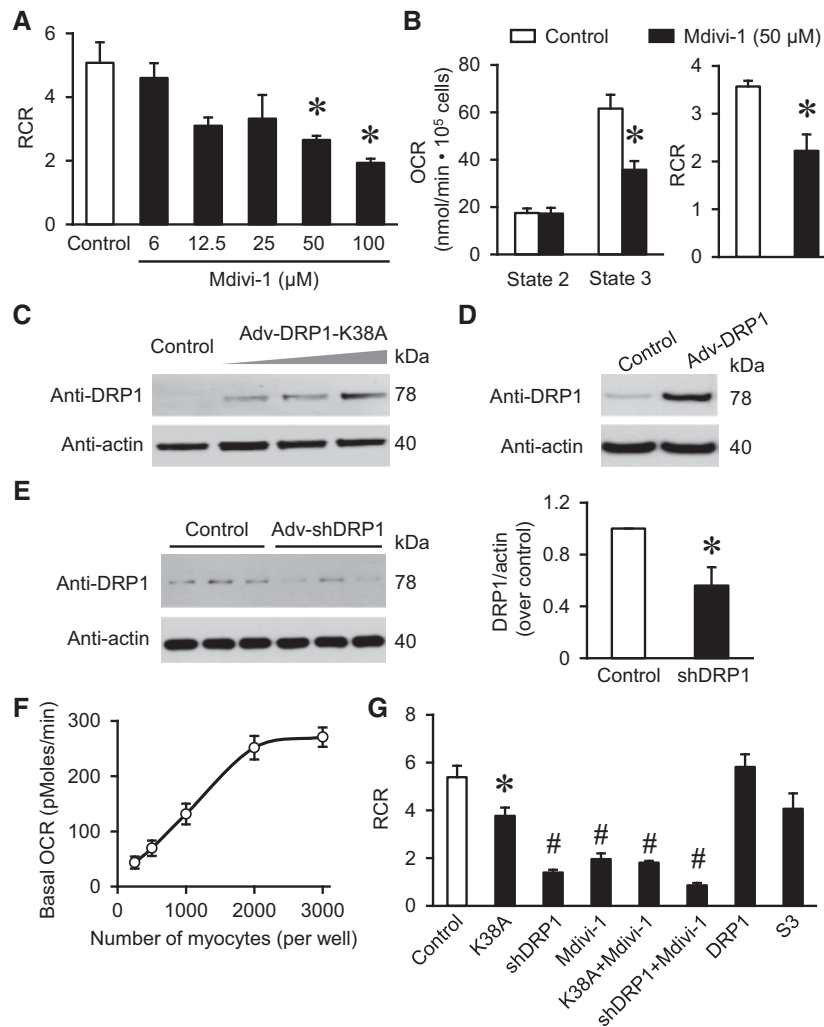 A
RCR
6
4
2
0
*
*
Control
6
12.5
25
50
100
Mdivi-1 (µM)
B
Control
Mdivi-1 (50 µM)
OCR
(nmol/min • 10⁵ cells)
80
60
40
20
0
*
State 2
State 3
RCR
4
3
2
1
0
*
C
Control
Adv-DRP1-K38A
kDa
Anti-DRP1
78
Anti-actin
40
D
Control
Adv-DRP1
kDa
Anti-DRP1
78
Anti-actin
40
E
Control
Adv-shDRP1
kDa
Anti-DRP1
78
Anti-actin
40
DRP1/actin
(over control)
1.2
0.8
0.4
0
*
Control
shDRP1
F
Basal OCR (pMoles/min)
300
200
100
0
0
1000
2000
3000
Number of myocytes (per well)
G
RCR
8
6
4
2
0
*
#
#
#
#
Control
K38A
shDRP1
Mdivi-1
K38A+Mdivi-1
shDRP1+Mdivi-1
DRP1
S3